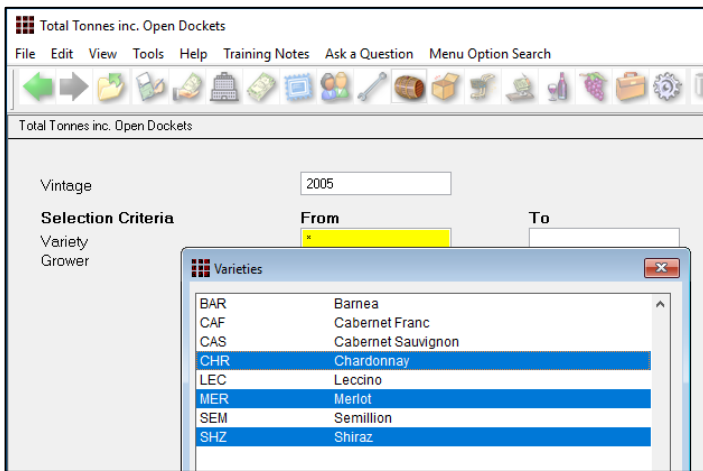 Total Tonnes inc. Open Dockets
File Edit View Tools Help Training Notes Ask a Question Menu Option Search
Total Tonnes inc. Open Dockets
Vintage 2005
Selection Criteria From To
Variety *
Grower
Varieties
BAR Barnea
CAF Cabernet Franc
CAS Cabernet Sauvignon
CHR Chardonnay
LEC Leccino
MER Merlot
SEM Semillion
SHZ Shiraz